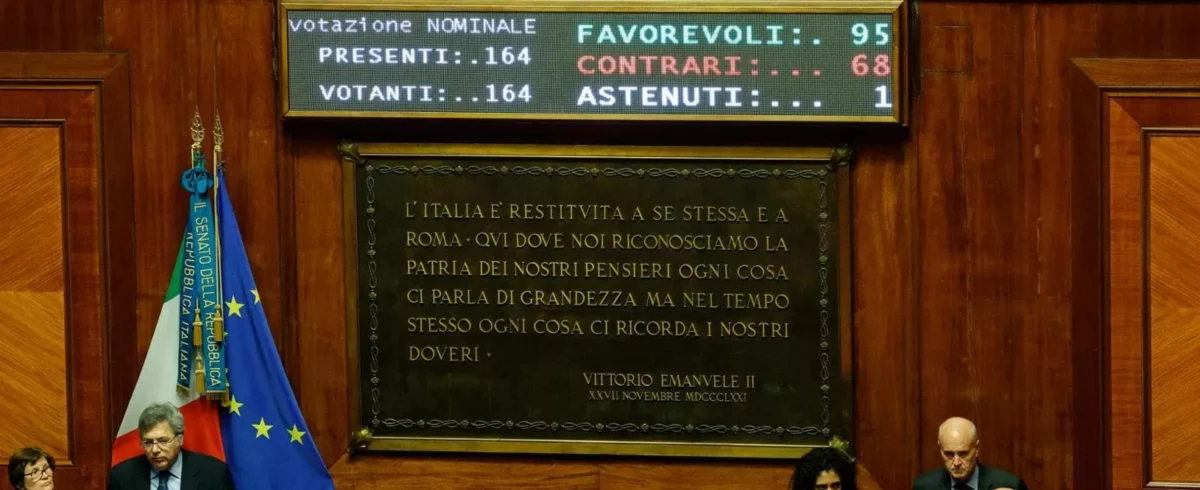 votazione NOMINALE
PRESENTI:.164
VOTANTI:..164
FAVOREVOLI:. 95
CONTRARI:... 68
ASTENUTI:... 1
L'ITALIA E' RESTITVITA A SE STESSA E A
ROMA · QVI DOVE NOI RICONOSCIAMO LA
PATRIA DEI NOSTRI PENSIERI OGNI COSA
CI PARLA DI GRANDEZZA MA NEL TEMPO
STESSO OGNI COSA CI RICORDA I NOSTRI
DOVERI ·
VITTORIO EMANVELE II
XXVII NOVEMBRE MDCCCLXXI
IL SENATO DELLA REPUBBLICA
REPUBBLICA ITALIANA